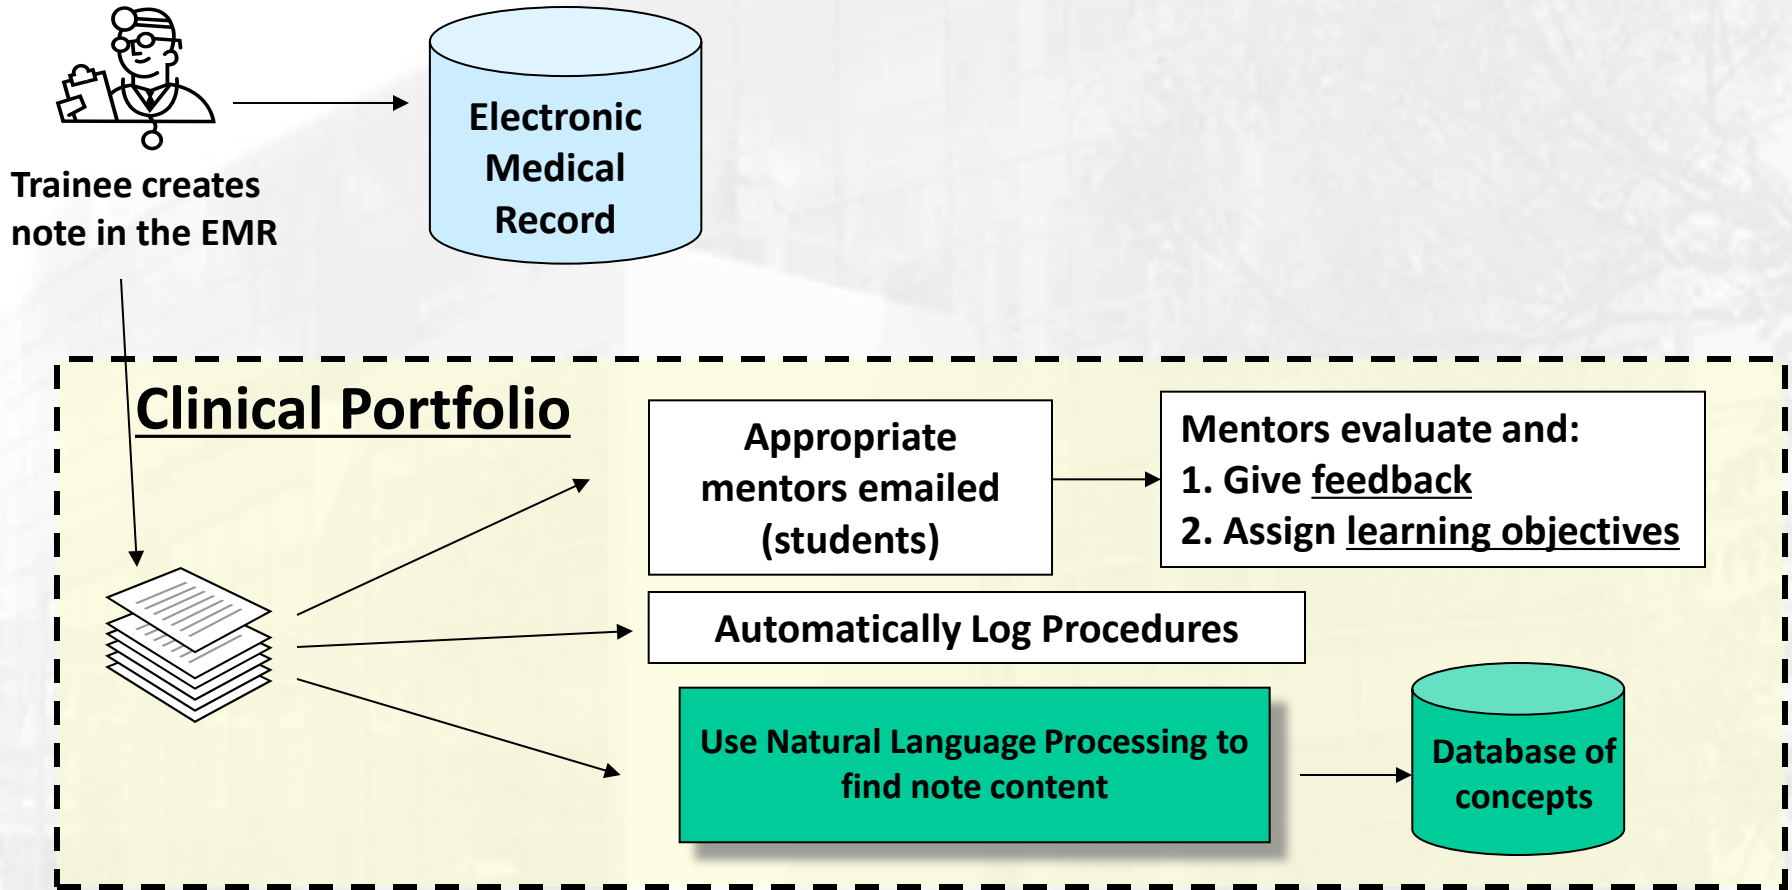 Electronic
Medical
Record
Trainee creates
note in the EMR
Clinical Portfolio
Appropriate
mentors emailed
(students)
Mentors evaluate and:
1. Give feedback
2. Assign learning objectives
Automatically Log Procedures
Use Natural Language Processing to
find note content
Database of
concepts